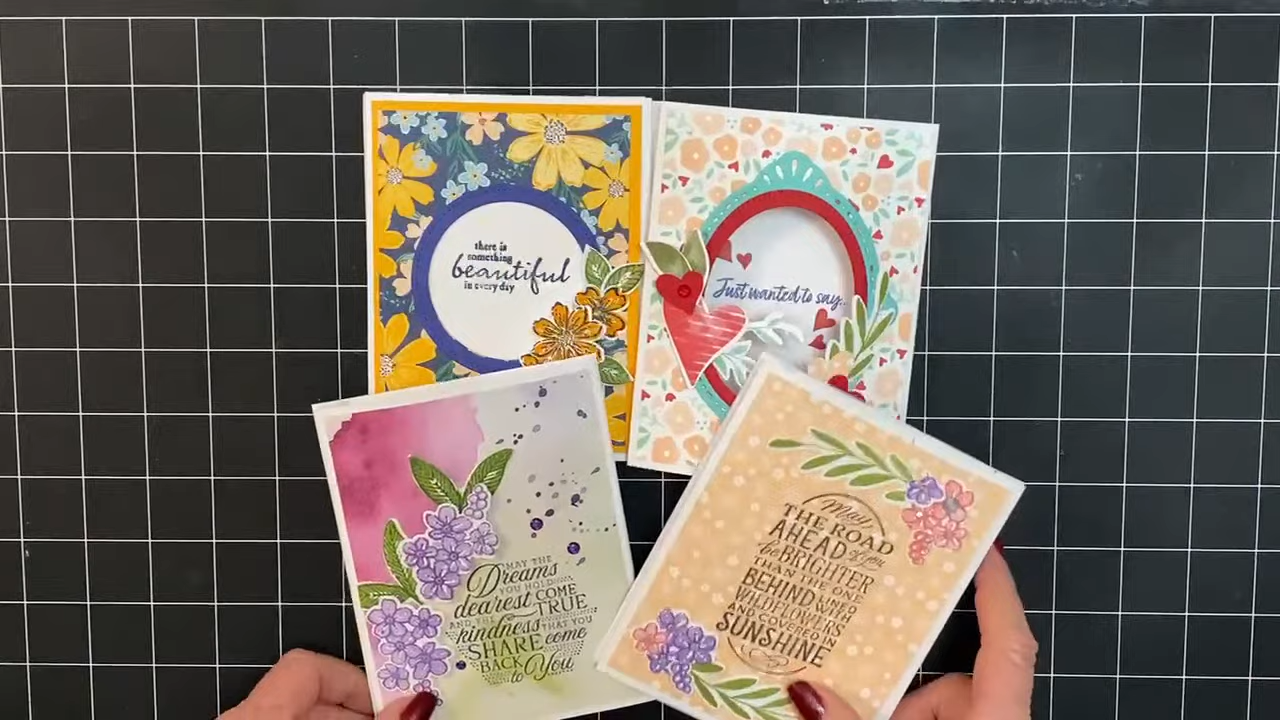 there is
something
beautiful
in every day
Just wanted to say...
MAY THE
Dreams
YOU HOLD
dearest COME
TRUE
AND THE
kindness THAT YOU
SHARE come
BACK
to You
May
THE ROAD
AHEAD of you
be BRIGHTER
THAN THE ONE
BEHIND, LINED
WITH
WILDFLOWERS
AND COVERED IN
SUNSHINE